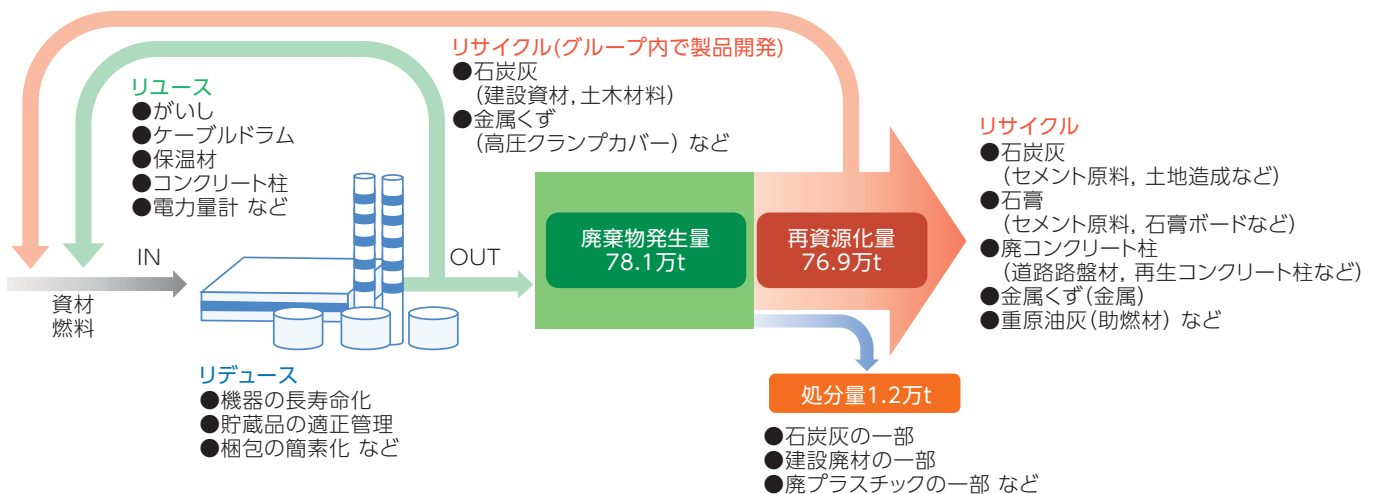 リサイクル(グループ内で製品開発)
●石炭灰
(建設資材,土木材料)
●金属くず
(高圧クランプカバー) など
リユース
●がいし
●ケーブルドラム
●保温材
●コンクリート柱
●電力量計 など
IN
資材
燃料
OUT
リデュース
●機器の長寿命化
●貯蔵品の適正管理
●梱包の簡素化 など
廃棄物発生量
78.1万t
再資源化量
76.9万t
リサイクル
●石炭灰
(セメント原料, 土地造成など)
●石膏
(セメント原料, 石膏ボードなど)
●廃コンクリート柱
(道路路盤材, 再生コンクリート柱など)
●金属くず(金属)
●重原油灰(助燃材) など
処分量1.2万t
●石炭灰の一部
●建設廃材の一部
●廃プラスチックの一部 など